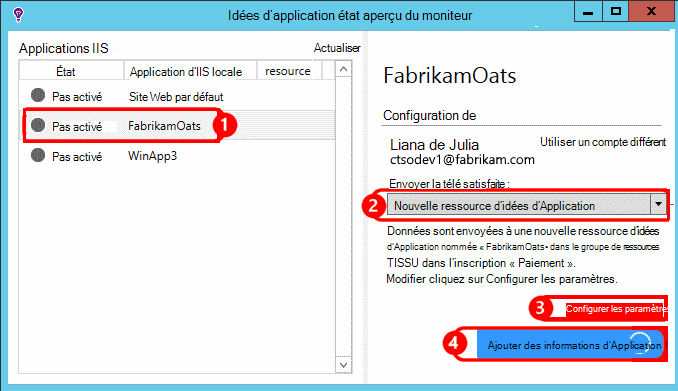 Idées d'application état aperçu du moniteur
Applications IIS
Actualiser
État
Application d'IIS locale
resource
Pas activé
Site Web par défaut
Pas activé
FabrikamOats
1
Pas activé
WinApp3
FabrikamOats
Configuration de
Liana de Julia
Utiliser un compte différent
ctsodev1@fabrikam.com
Envoyer la télé satisfaite :
2
Nouvelle ressource d'idées d'Application
Données sont envoyées à une nouvelle ressource d'idées
d'Application nommée « FabrikamOats» dans le groupe de ressources
TISSU dans l'inscription « Paiement ».
Modifier cliquez sur Configurer les paramètres.
3
Configurer les paramètres
4
Ajouter des informations d'Application